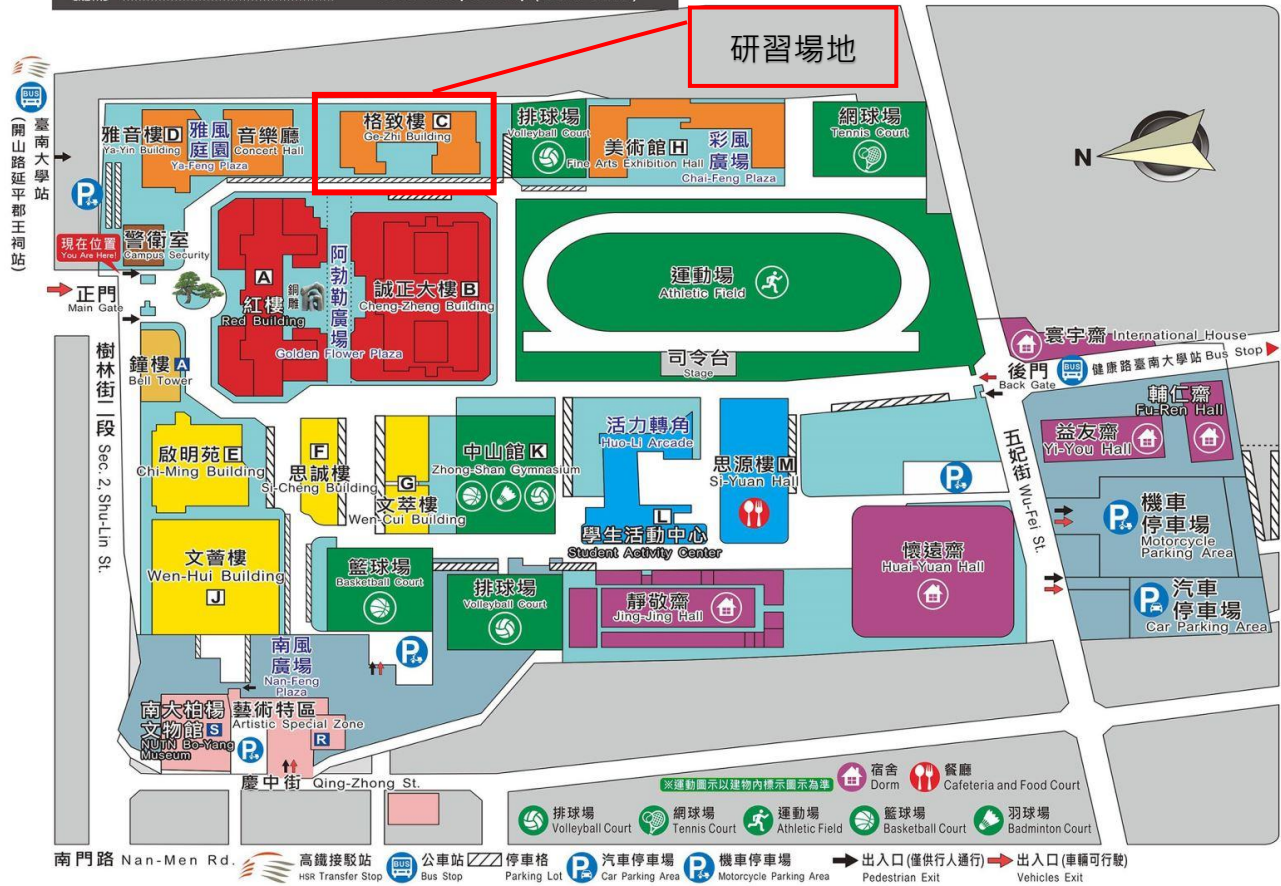 研習場地
臺南大學站
(開山路延平郡王祠站)
BUS
雅音樓 D
Ya-Yin Building
雅風
庭園
Ya-Feng Plaza
音樂廳
Concert Hall
格致樓 C
Ge-Zhi Building
排球場
Volleyball Court
美術館 H
Fine Arts Exhibition Hall
彩風
廣場
Chai-Feng Plaza
網球場
Tennis Court
N
P
警衛室
Campus Security
現在位置
You Are Here!
正門
Main Gate
A
紅樓
Red Building
銅雕
阿勃勒廣場
Golden Flower Plaza
誠正大樓 B
Cheng-Zheng Building
運動場
Athletic Field
司令台
Stage
寰宇齋 International House
後門
Back Gate
BUS
健康路臺南大學站 Bus Stop
樹林街二段 Sec. 2, Shu-Lin St.
鐘樓 A
Bell Tower
輔仁齋
Fu-Ren Hall
益友齋
Yi-You Hall
五妃街 Wu-Fei St.
啟明苑 E
Chi-Ming Building
F
思誠樓
Si-Cheng Building
G
文萃樓
Wen-Cui Building
中山館 K
Zhong-Shan Gymnasium
活力轉角
Huo-Li Arcade
L
學生活動中心
Student Activity Center
思源樓 M
Si-Yuan Hall
P
P
機車
停車場
Motorcycle
Parking Area
文薈樓
Wen-Hui Building
J
籃球場
Basketball Court
排球場
Volleyball Court
靜敬齋
Jing-Jing Hall
懷遠齋
Huai-Yuan Hall
P
汽車
停車場
Car Parking Area
南風
廣場
Nan-Feng
Plaza
P
南大柏楊
文物館 S
NUTN Bo-Yang
Museum
P
藝術特區
Artistic Special Zone
R
慶中街 Qing-Zhong St.
※運動圖示以建物內標示圖示為準
宿舍
Dorm
餐廳
Cafeteria and Food Court
排球場
Volleyball Court
網球場
Tennis Court
運動場
Athletic Field
籃球場
Basketball Court
羽球場
Badminton Court
南門路 Nan-Men Rd.
高鐵接駁站
HSR Transfer Stop
BUS
公車站
Bus Stop
停車格
Parking Lot
P
汽車停車場
Car Parking Area
P
機車停車場
Motorcycle Parking Area
出入口(僅供行人通行)
Pedestrian Exit
出入口(車輛可行駛)
Vehicles Exit